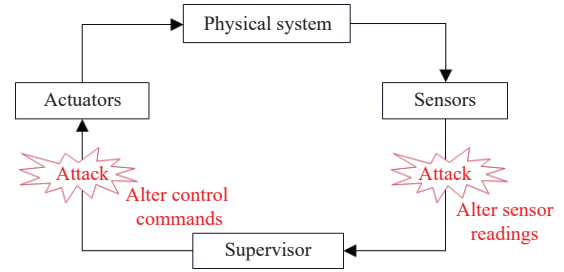 Physical system
Actuators
Sensors
Attack
Attack
Alter control
commands
Alter sensor
readings
Supervisor